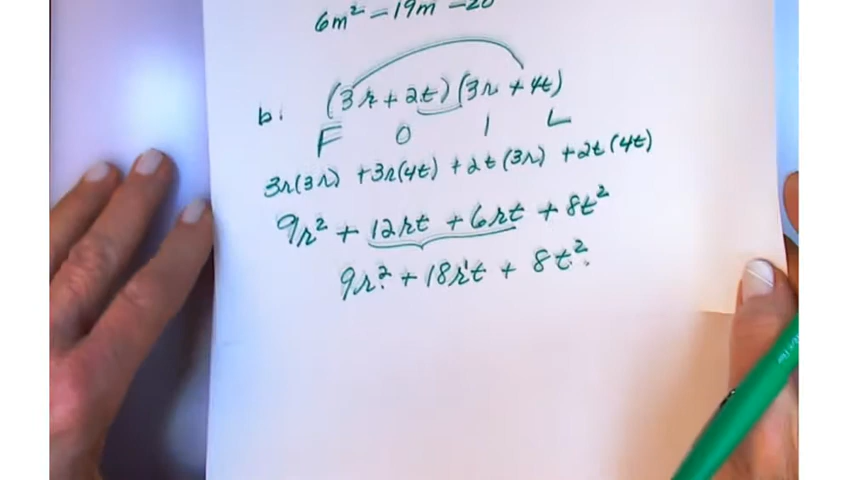 6m² − 19m − 20
b. (3r + 2t)(3r + 4t)
F O I L
3r(3r) + 3r(4t) + 2t(3r) + 2t(4t)
9r² + 12rt + 6rt + 8t²
9r² + 18rt + 8t²